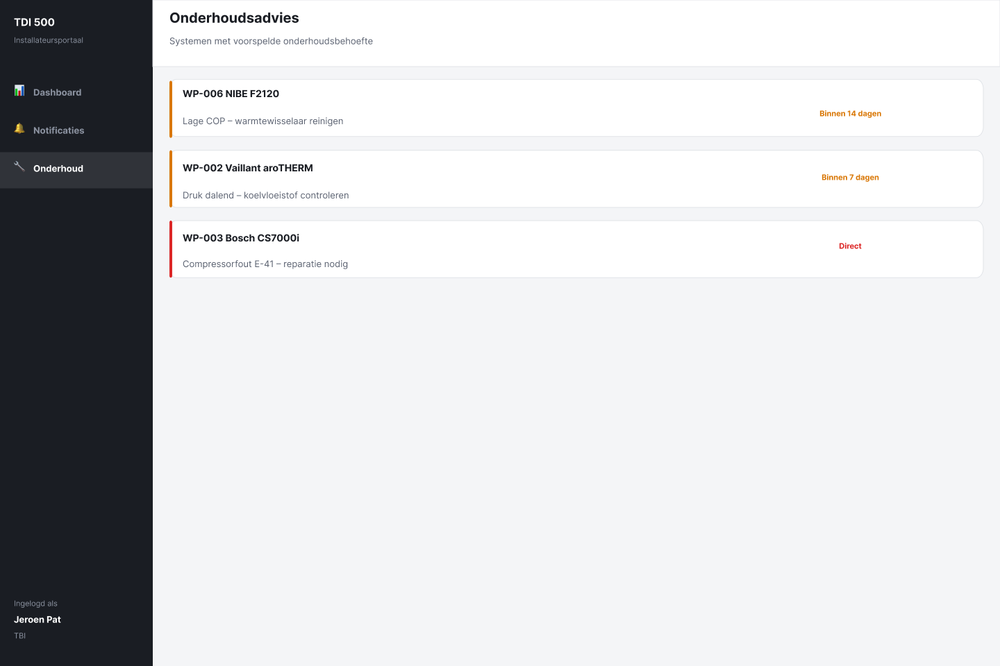 TDI 500
Installateursportaal
Dashboard
Notificaties
Onderhoud
Ingelogd als
Jeroen Pat
TBI
Onderhoudsadvies
Systemen met voorspelde onderhoudsbehoefte
WP-006 NIBE F2120
Lage COP – warmtewisselaar reinigen
Binnen 14 dagen
WP-002 Vaillant aroTHERM
Druk dalend – koelvloeistof controleren
Binnen 7 dagen
WP-003 Bosch CS7000i
Compressorfout E-41 – reparatie nodig
Direct